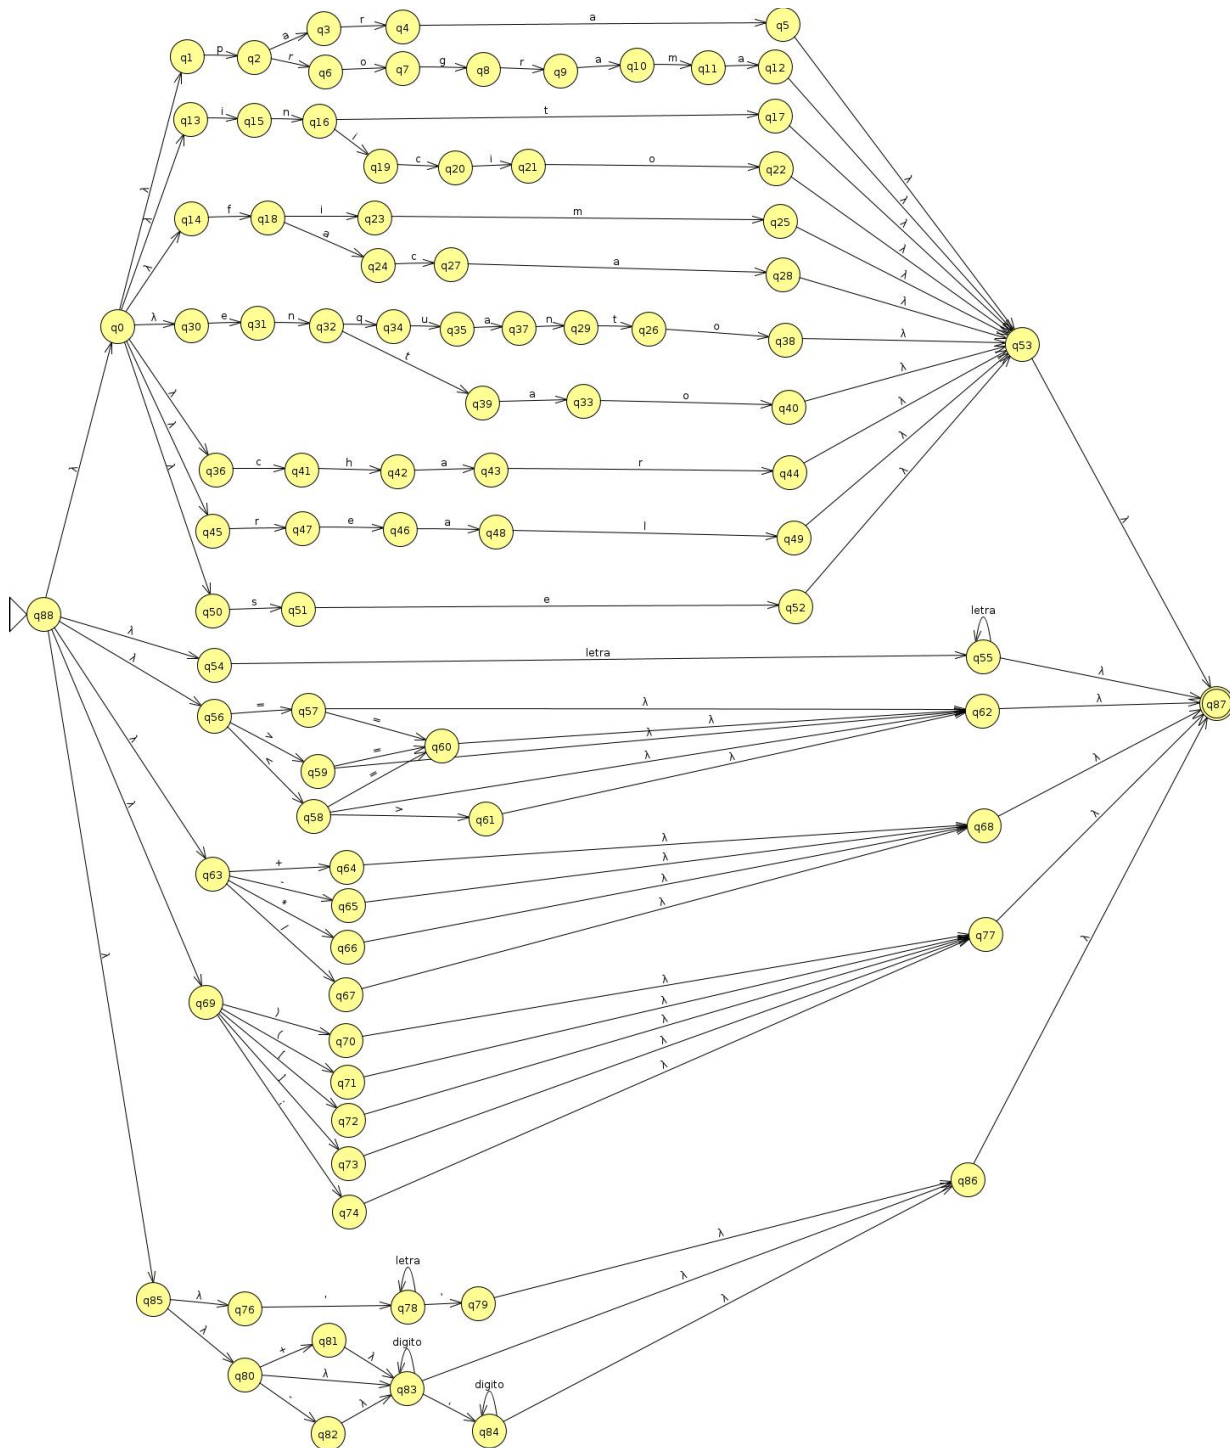 a
q5
q3 r q4
a
q1 p q2
r
q6 o q7 g q8 r q9 a q10 m q11 a q12
q13 i q15 n q16 t q17
r
q19 c q20 i q21 o q22
λ
λ
λ
λ
λ
λ
q14 f q18 i q23 m q25
a
q24 c q27 a q28
λ
λ
λ
q0 λ q30 e q31 n q32 q q34 u q35 a q37 n q29 t q26 o q38 λ q53
t
q39 a q33 o q40
λ
λ
λ
λ
λ
q36 c q41 h q42 a q43 r q44
λ
λ
q45 r q47 e q46 a q48 l q49
λ
λ
q50 s q51 e q52
q88
letra
λ q54 letra q55 λ
λ q56 = q57 λ q62 λ q87
=
q59 = q60 λ
λ
λ
λ
q58 = q61
>
λ
λ
λ
q63 + q64 λ q68
- q65 λ
* q66 λ
/ q67 λ
λ
λ
q77
q69 ) q70 λ
( q71 λ
q72 λ
q73 λ
q74 λ
λ
q86
letra
λ
q85 λ q76 ' q78 ' q79
λ
λ
digito
q80 + q81 λ
λ q83
digito
- q82 λ
q84 λ